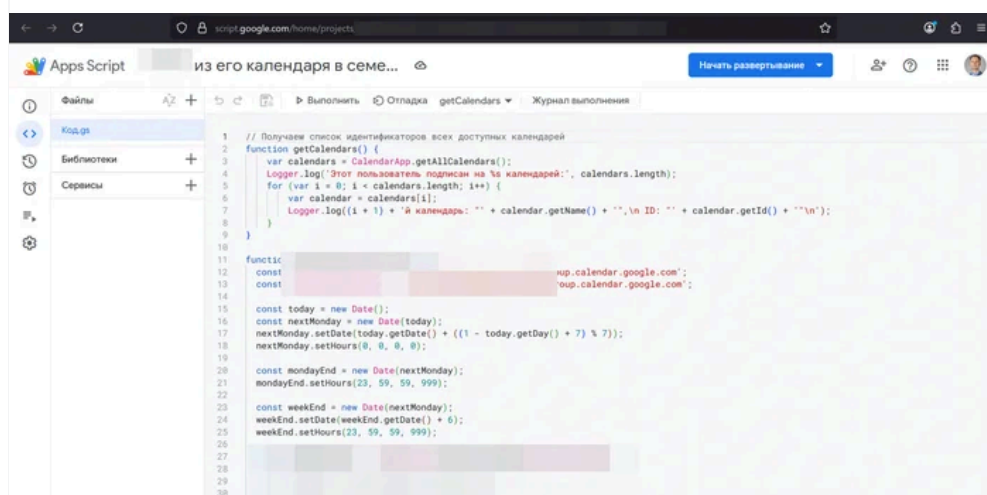 script.google.com/home/projects
Apps Script
из его календаря в семе...
Начать развертывание
Файлы
Выполнить
Отладка
getCalendars
Журнал выполнения
Код.gs
Библиотеки
Сервисы
1 // Получаем список идентификаторов всех доступных календарей
2 function getCalendars() {
3 var calendars = CalendarApp.getAllCalendars();
4 Logger.log('Этот пользователь подписан на %s календарей:', calendars.length);
5 for (var i = 0; i < calendars.length; i++) {
6 var calendar = calendars[i];
7 Logger.log((i + 1) + 'й календарь: "' + calendar.getName() + '",\n ID: "' + calendar.getId() + '"\n');
8 }
9 }
10
11 functio
12 const oup.calendar.google.com';
13 const oup.calendar.google.com';
14
15 const today = new Date();
16 const nextMonday = new Date(today);
17 nextMonday.setDate(today.getDate() + ((1 - today.getDay() + 7) % 7));
18 nextMonday.setHours(0, 0, 0, 0);
19
20 const mondayEnd = new Date(nextMonday);
21 mondayEnd.setHours(23, 59, 59, 999);
22
23 const weekEnd = new Date(nextMonday);
24 weekEnd.setDate(weekEnd.getDate() + 6);
25 weekEnd.setHours(23, 59, 59, 999);
26
27
28
29
30